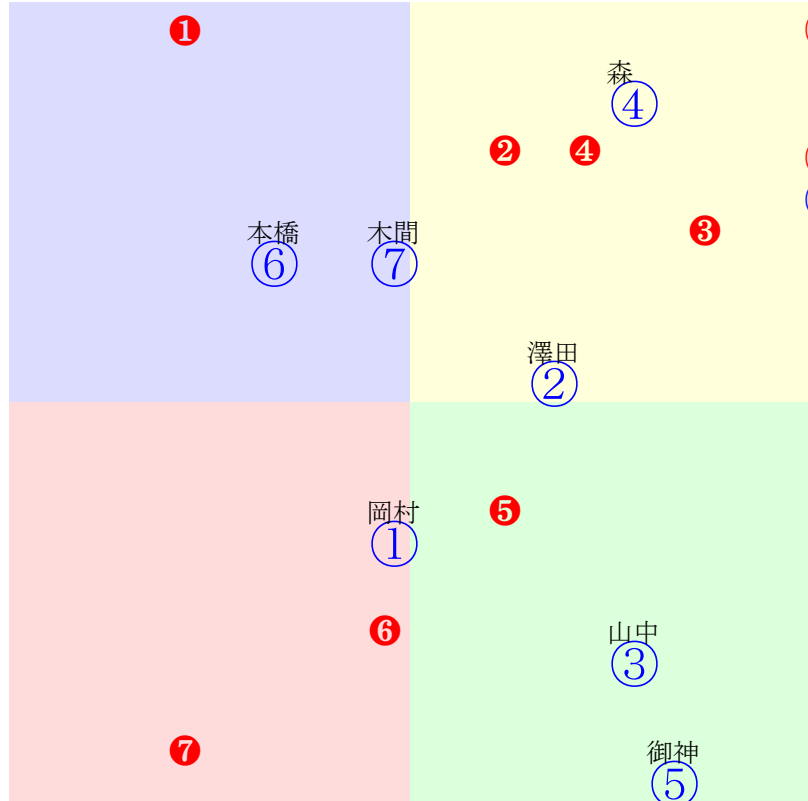 ❶
森
④
❷
❹
❸
本橋
⑥
木間
⑦
澤田
②
岡村
①
❺
❻
山中
③
❼
御神
⑤